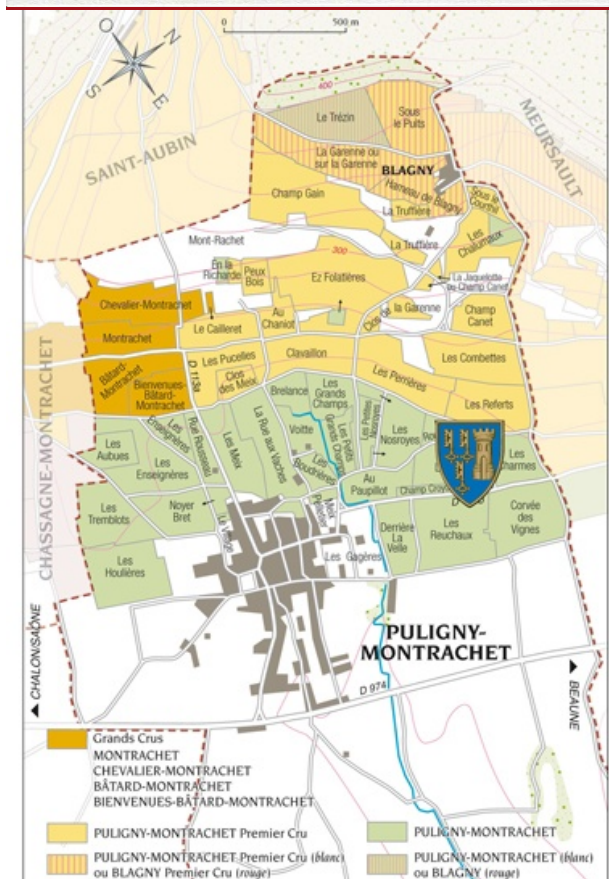 0 500 m
O
N
S
E
400
Le Trézin
Sous
le Puits
MEURSAULT
SAINT-AUBIN
La Garenne ou
sur la Garenne
BLAGNY
Hameau de Blagny
Sous le
Courthil
Champ Gain
La Truffière
Les
Chalumaux
Mont-Rachet
300
La Truffière
En la
Richarde
Peux
Bois
Ez Folatières
La Jaquelotte
ou Champ Canet
Chevalier-Montrachet
Au
Chaniot
Clos de
la Garenne
Champ
Canet
Le Cailleret
Montrachet
D 113a
Les Pucelles
Clavaillon
Les Combettes
Bâtard-
Montrachet
Bienvenues-
Bâtard-
Montrachet
Clos
des Meix
Les Perrières
Les Referts
Brelance
Les
Grands
Champs
Les
Enseignères
Rue Rousseau
Les Meix
La Rue aux Vaches
Voitte
Les Petits
Grands Champs
Les Petites
Nosroyes
Les
Nosroyes
Les
Aubues
Les
Enseignères
Les
Boudrières
Les
Charmes
Au
Paupillot
Champ Croyon
Les
Tremblots
Noyer
Bret
Le Village
Meix
Pelletier
Derrière
La
Velle
Les
Reuchaux
Corvée
des
Vignes
Les
Houlières
Les Gagères
CHASSAGNE-MONTRACHET
PULIGNY-
MONTRACHET
CHALON/SAÔNE
D 974
BEAUNE
Grands Crus
MONTRACHET
CHEVALIER-MONTRACHET
BÂTARD-MONTRACHET
BIENVENUES-BÂTARD-MONTRACHET
PULIGNY-MONTRACHET Premier Cru
PULIGNY-MONTRACHET
PULIGNY-MONTRACHET Premier Cru (blanc)
ou BLAGNY Premier Cru (rouge)
PULIGNY-MONTRACHET (blanc)
ou BLAGNY (rouge)